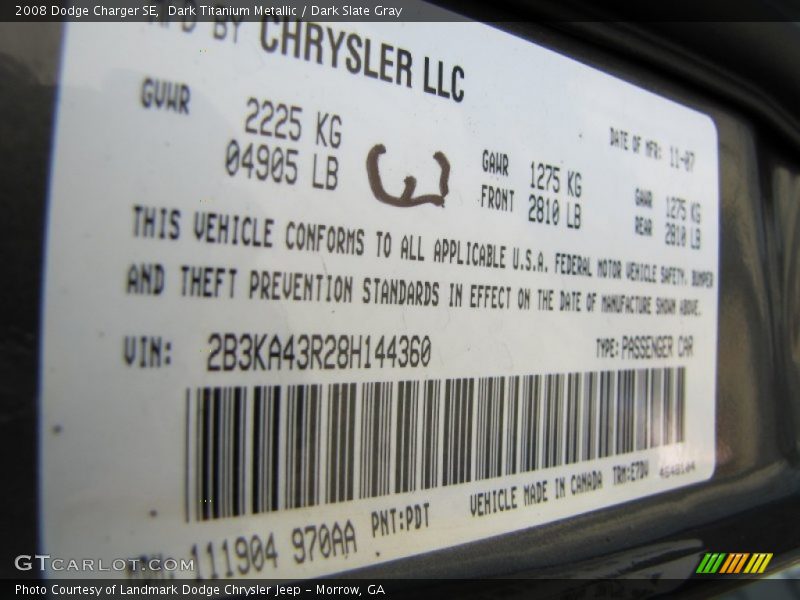 2008 Dodge Charger SE,  Dark Titanium Metallic / Dark Slate Gray
MFD BY CHRYSLER LLC
DATE OF MFR: 11-07
GVWR
2225 KG
04905 LB
GAWR FRONT
1275 KG
2810 LB
GAWR REAR
1275 KG
2810 LB
THIS VEHICLE CONFORMS TO ALL APPLICABLE U.S.A. FEDERAL MOTOR VEHICLE SAFETY, BUMPER
AND THEFT PREVENTION STANDARDS IN EFFECT ON THE DATE OF MANUFACTURE SHOWN ABOVE.
VIN: 2B3KA43R28H144360
TYPE: PASSENGER CAR
111904 970AA PNT:PDT
VEHICLE MADE IN CANADA
GTCARLOT.COM
Photo Courtesy of Landmark Dodge Chrysler Jeep – Morrow, GA